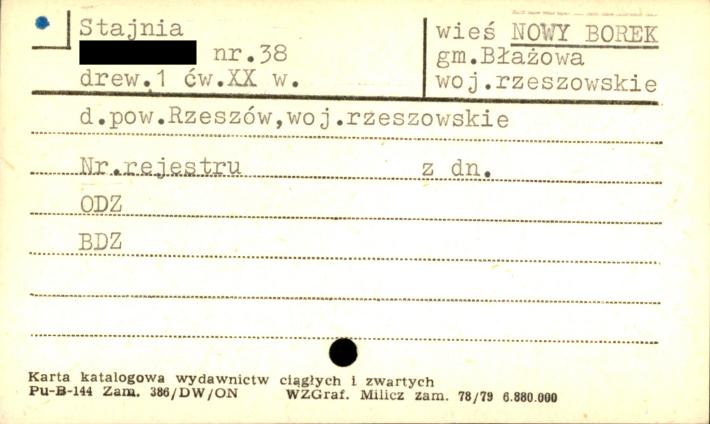 Stajnia
nr.38
drew.1 ćw.XX w.
wieś NOWY BOREK
gm.Błażowa
woj.rzeszowskie
d.pow.Rzeszów,woj.rzeszowskie
Nr.rejestru z dn.
ODZ
BDZ
Karta katalogowa wydawnictw ciągłych i zwartych
Pu-B-144 Zam. 386/DW/ON WZGraf. Milicz zam. 78/79 6.880.000